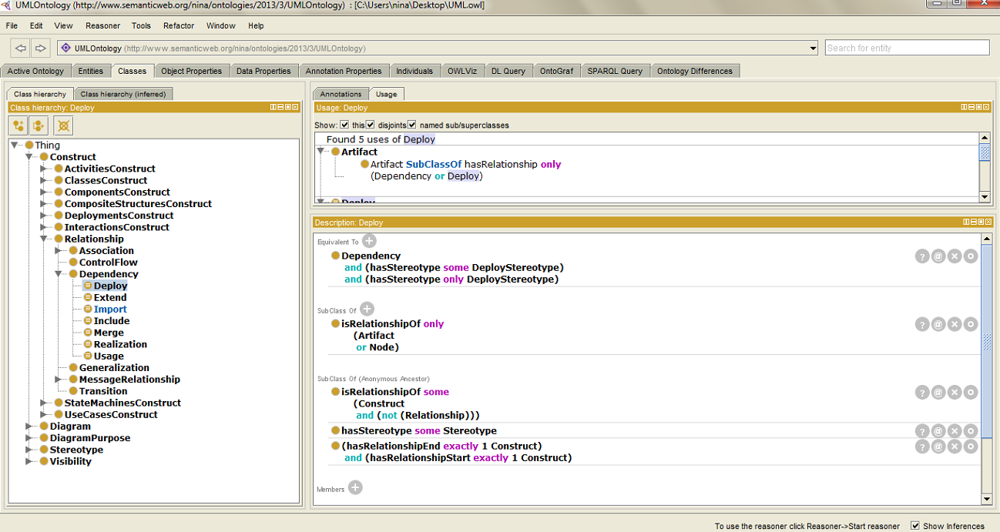 UMLOntology (http://www.semanticweb.org/nina/ontologies/2013/3/UMLOntology) : [C:\Users\nina\Desktop\UML.owl]
File Edit View Reasoner Tools Refactor Window Help
UMLOntology (http://www.semanticweb.org/nina/ontologies/2013/3/UMLOntology)
Search for entity
Active Ontology Entities Classes Object Properties Data Properties Annotation Properties Individuals OWLViz DL Query OntoGraf SPARQL Query Ontology Differences
Class hierarchy Class hierarchy (inferred)
Class hierarchy: Deploy
Thing
Construct
ActivitiesConstruct
ClassesConstruct
ComponentsConstruct
CompositeStructuresConstruct
DeploymentsConstruct
InteractionsConstruct
Relationship
Association
ControlFlow
Dependency
Deploy
Extend
Import
Include
Merge
Realization
Usage
Generalization
MessageRelationship
Transition
StateMachinesConstruct
UseCasesConstruct
Diagram
DiagramPurpose
Stereotype
Visibility
Annotations Usage
Usage: Deploy
Show: this disjoints named sub/superclasses
Found 5 uses of Deploy
Artifact
Artifact SubClassOf hasRelationship only
(Dependency or Deploy)
Deploy
Description: Deploy
Equivalent To
Dependency
and (hasStereotype some DeployStereotype)
and (hasStereotype only DeployStereotype)
SubClass Of
isRelationshipOf only
(Artifact
or Node)
SubClass Of (Anonymous Ancestor)
isRelationshipOf some
(Construct
and (not (Relationship)))
hasStereotype some Stereotype
(hasRelationshipEnd exactly 1 Construct)
and (hasRelationshipStart exactly 1 Construct)
Members
To use the reasoner click Reasoner->Start reasoner Show Inferences